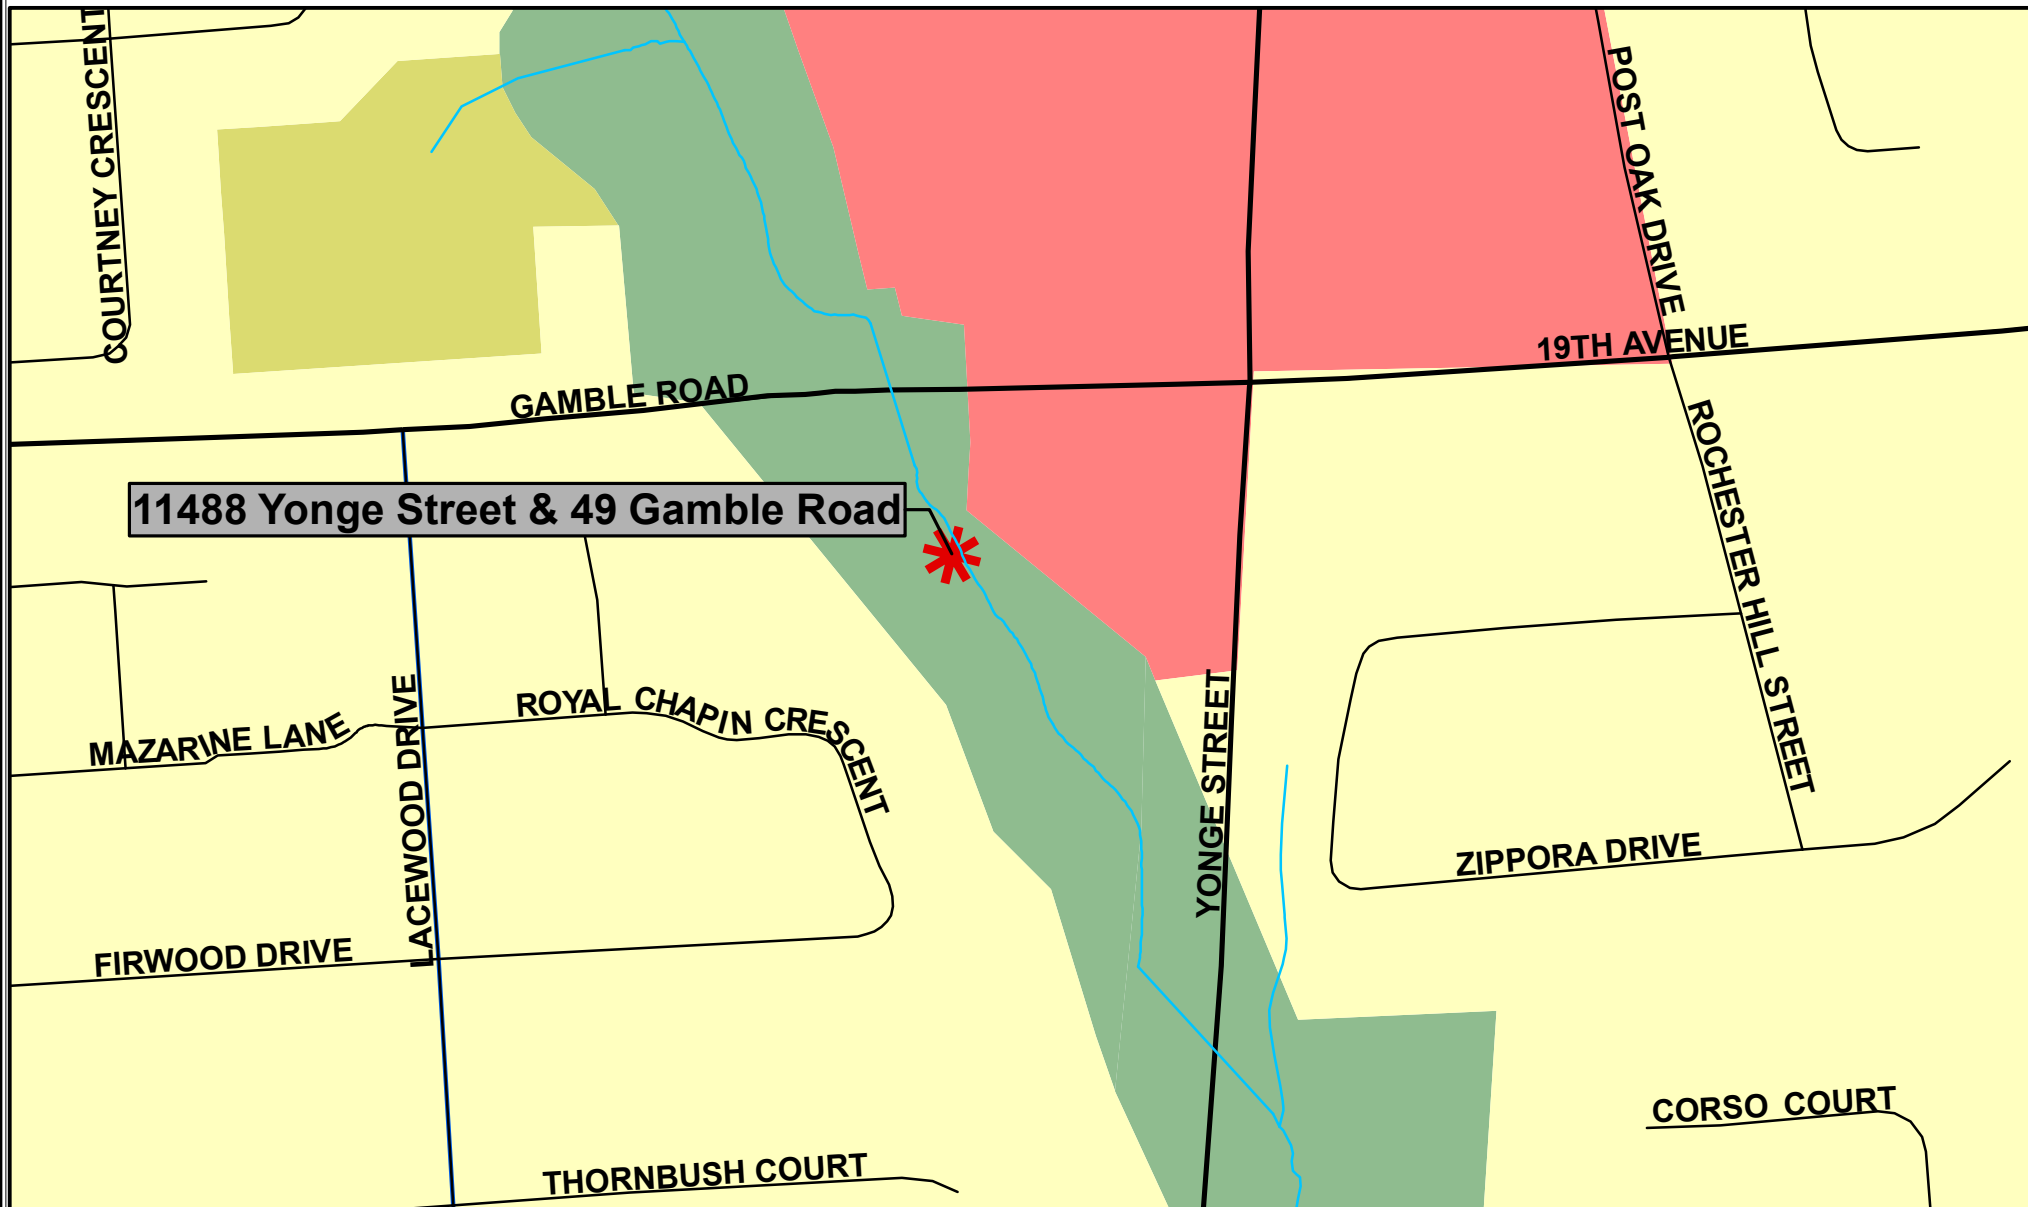 COURTNEY CRESCENT
POST OAK DRIVE
19TH AVENUE
GAMBLE ROAD
ROCHESTER HILL STREET
11488 Yonge Street & 49 Gamble Road
LACEWOOD DRIVE
ROYAL CHAPIN CRESCENT
MAZARINE LANE
YONGE STREET
ZIPPORA DRIVE
FIRWOOD DRIVE
CORSO COURT
THORNBUSH COURT